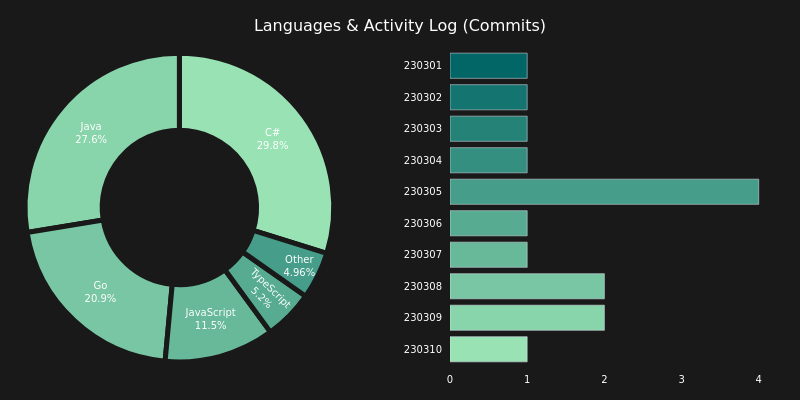 Languages & Activity Log (Commits)
Java
27.6%
C#
29.8%
Go
20.9%
JavaScript
11.5%
TypeScript
5.2%
Other
4.96%
230301
230302
230303
230304
230305
230306
230307
230308
230309
230310
0 1 2 3 4